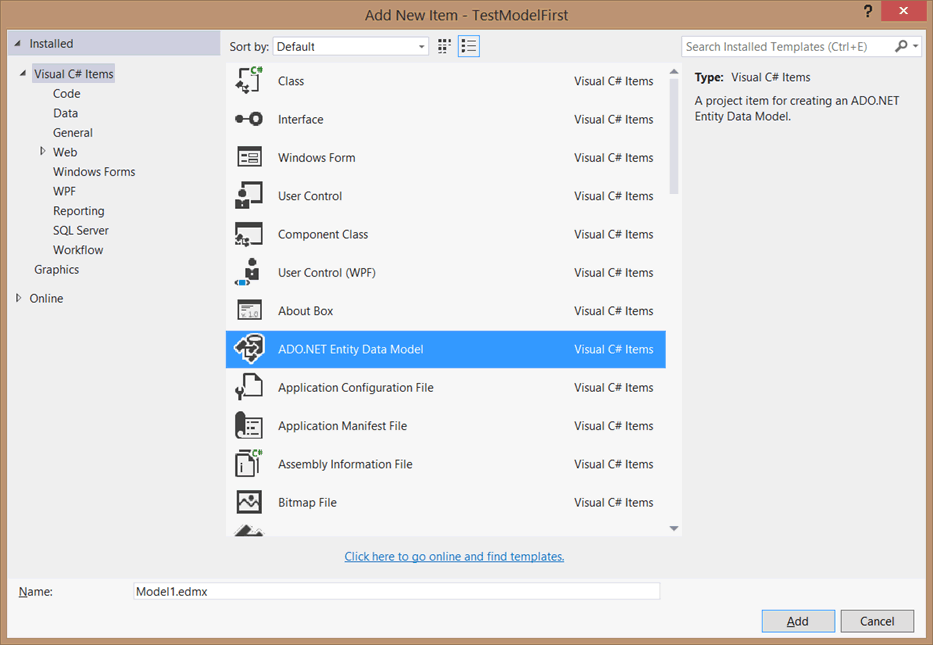 Add New Item - TestModelFirst
?
Installed
Sort by: Default
Search Installed Templates (Ctrl+E)
Visual C# Items
Code
Data
General
Web
Windows Forms
WPF
Reporting
SQL Server
Workflow
Graphics
Online
Class Visual C# Items
Interface Visual C# Items
Windows Form Visual C# Items
User Control Visual C# Items
Component Class Visual C# Items
User Control (WPF) Visual C# Items
About Box Visual C# Items
ADO.NET Entity Data Model Visual C# Items
Application Configuration File Visual C# Items
Application Manifest File Visual C# Items
Assembly Information File Visual C# Items
Bitmap File Visual C# Items
Type: Visual C# Items
A project item for creating an ADO.NET
Entity Data Model.
Click here to go online and find templates.
Name: Model1.edmx
Add Cancel